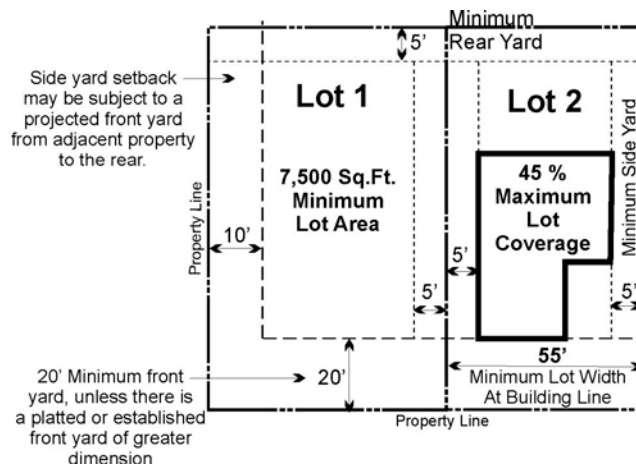 Minimum
Rear Yard
5’
Side yard setback
may be subject to a
projected front yard
from adjacent property
to the rear.
Lot 1
Lot 2
7,500 Sq.Ft.
Minimum
Lot Area
45 %
Maximum
Lot
Coverage
Minimum Side Yard
Property Line
10’
5’
5’
5’
20’ Minimum front
yard, unless there is
a platted or established
front yard of greater
dimension
20’
55’
Minimum Lot Width
At Building Line
Property Line